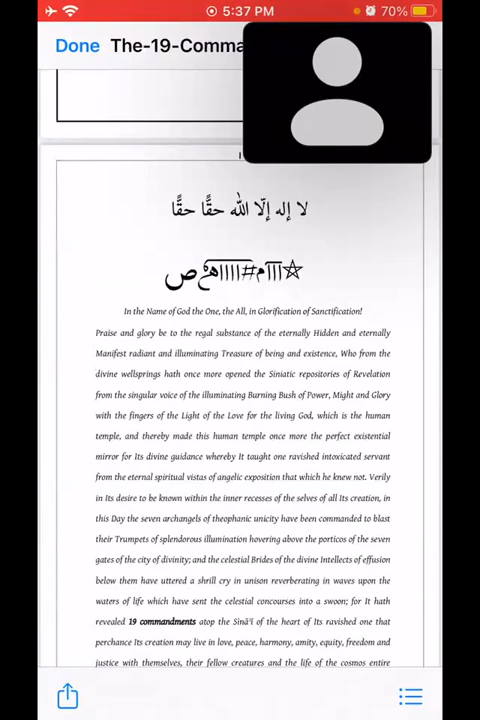 5:37 PM
70%
Done The-19-Comma
لا إله إلّا الله حقًّا حقًّا
In the Name of God the One, the All, in Glorification of Sanctification!
Praise and glory be to the regal substance of the eternally Hidden and eternally
Manifest radiant and illuminating Treasure of being and existence, Who from the
divine wellsprings hath once more opened the Siniatic repositories of Revelation
from the singular voice of the illuminating Burning Bush of Power, Might and Glory
with the fingers of the Light of the Love for the living God, which is the human
temple, and thereby made this human temple once more the perfect existential
mirror for Its divine guidance whereby It taught one ravished intoxicated servant
from the eternal spiritual vistas of angelic exposition that which he knew not. Verily
in Its desire to be known within the inner recesses of the selves of all Its creation, in
this Day the seven archangels of theophanic unicity have been commanded to blast
their Trumpets of splendorous illumination hovering above the porticos of the seven
gates of the city of divinity; and the celestial Brides of the divine Intellects of effusion
below them have uttered a shrill cry in unison reverberating in waves upon the
waters of life which have sent the celestial concourses into a swoon; for It hath
revealed 19 commandments atop the Sinā'ī of the heart of Its ravished one that
perchance Its creation may live in love, peace, harmony, amity, equity, freedom and
justice with themselves, their fellow creatures and the life of the cosmos entire